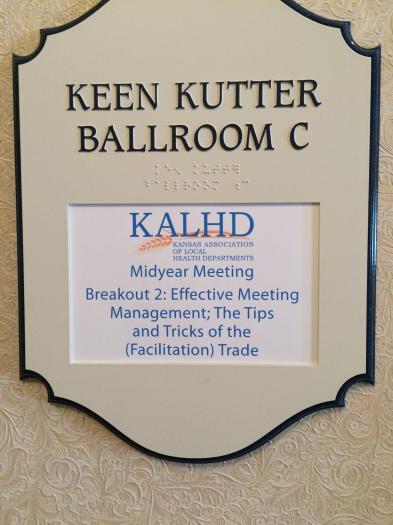 KEEN KUTTER
BALLROOM C
KALHD
KANSAS ASSOCIATION
OF LOCAL
HEALTH DEPARTMENTS
Midyear Meeting
Breakout 2: Effective Meeting
Management; The Tips
and Tricks of the
(Facilitation) Trade